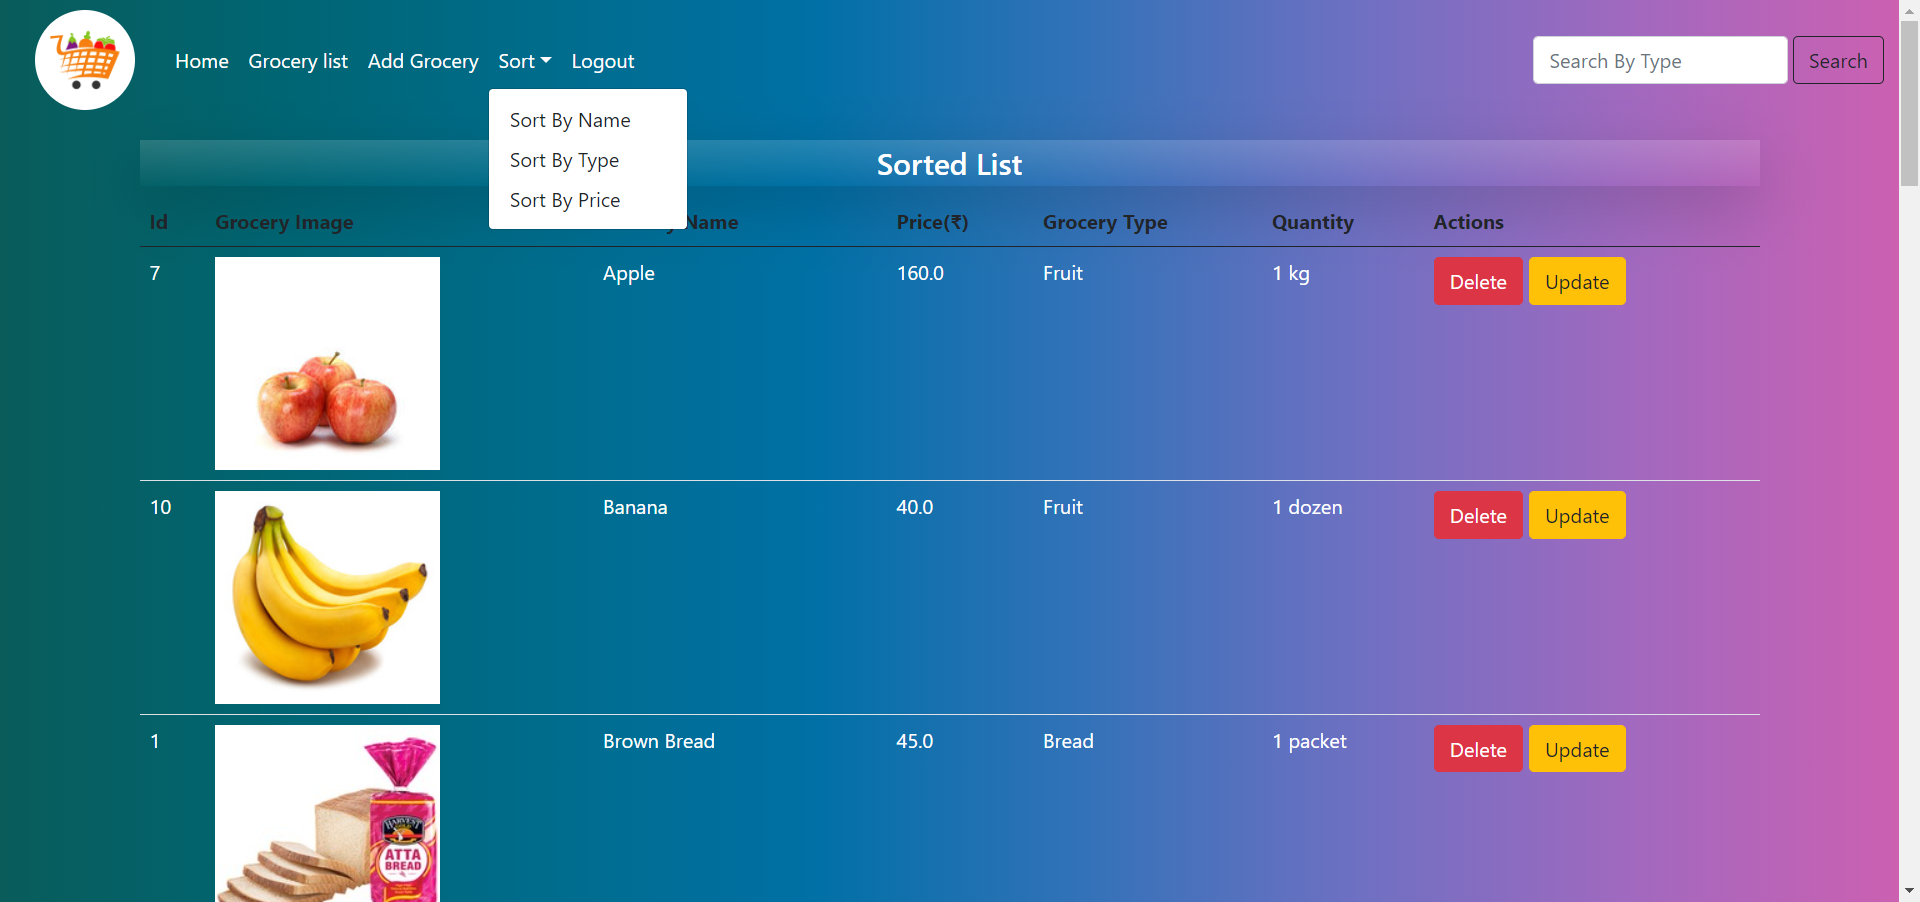 Home Grocery list Add Grocery Sort Logout Search By Type Search
Sort By Name
Sort By Type
Sort By Price
Sorted List
Id Grocery Image Name Price(₹) Grocery Type Quantity Actions
7 Apple 160.0 Fruit 1 kg Delete Update
10 Banana 40.0 Fruit 1 dozen Delete Update
1 Brown Bread 45.0 Bread 1 packet Delete Update
HARVEST
ATTA
BREAD